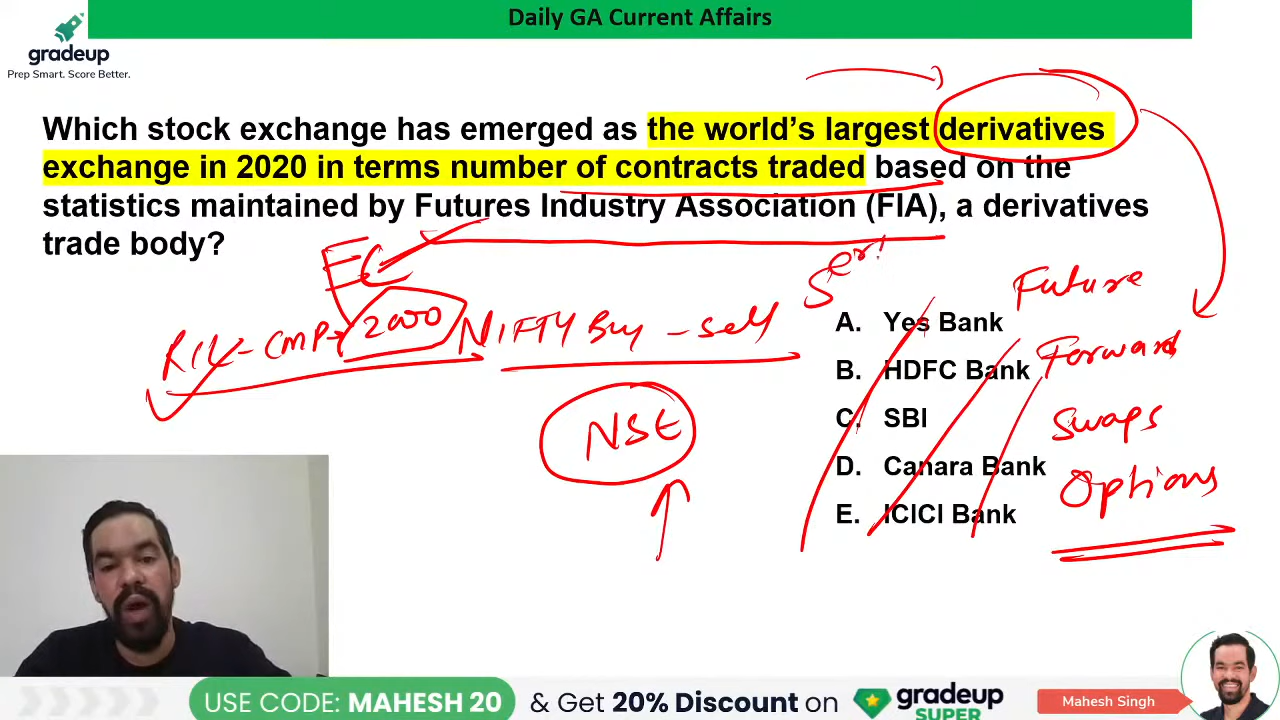 Daily GA Current Affairs
gradeup
Prep Smart. Score Better.
Which stock exchange has emerged as the world's largest derivatives
exchange in 2020 in terms number of contracts traded based on the
statistics maintained by Futures Industry Association (FIA), a derivatives
trade body?
RIL-CMP→ 2000 NIFTY Buy - Sell
NSE
A. Yes Bank
B. HDFC Bank
C. SBI
D. Canara Bank
E. ICICI Bank
Future
Forward
Swaps
Options
USE CODE: MAHESH 20 & Get 20% Discount on gradeup
SUPER
Mahesh Singh